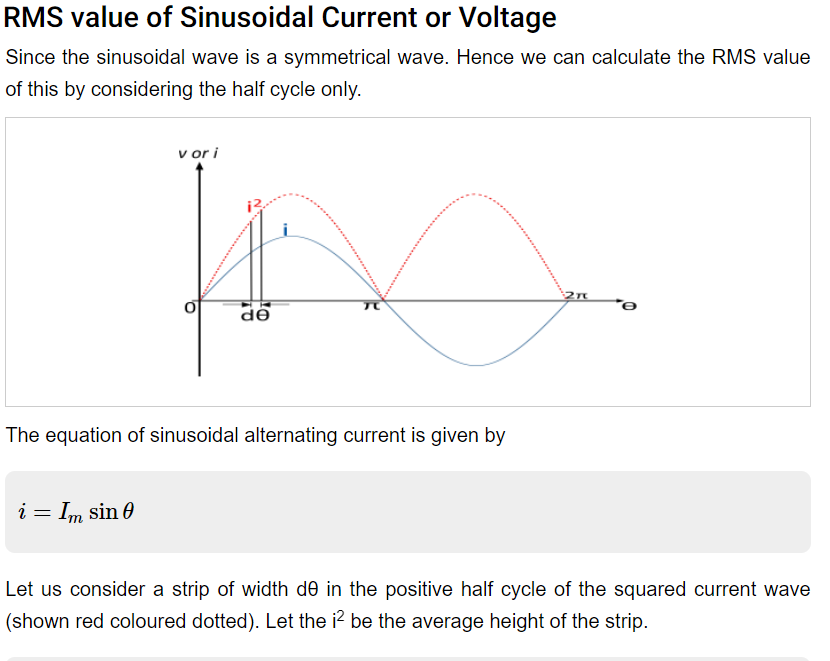 RMS value of Sinusoidal Current or Voltage
Since the sinusoidal wave is a symmetrical wave. Hence we can calculate the RMS value
of this by considering the half cycle only.
v or i
i²
i
0
dθ
π
2π
θ
The equation of sinusoidal alternating current is given by
i = Iₘ sin θ
Let us consider a strip of width dθ in the positive half cycle of the squared current wave
(shown red coloured dotted). Let the i² be the average height of the strip.